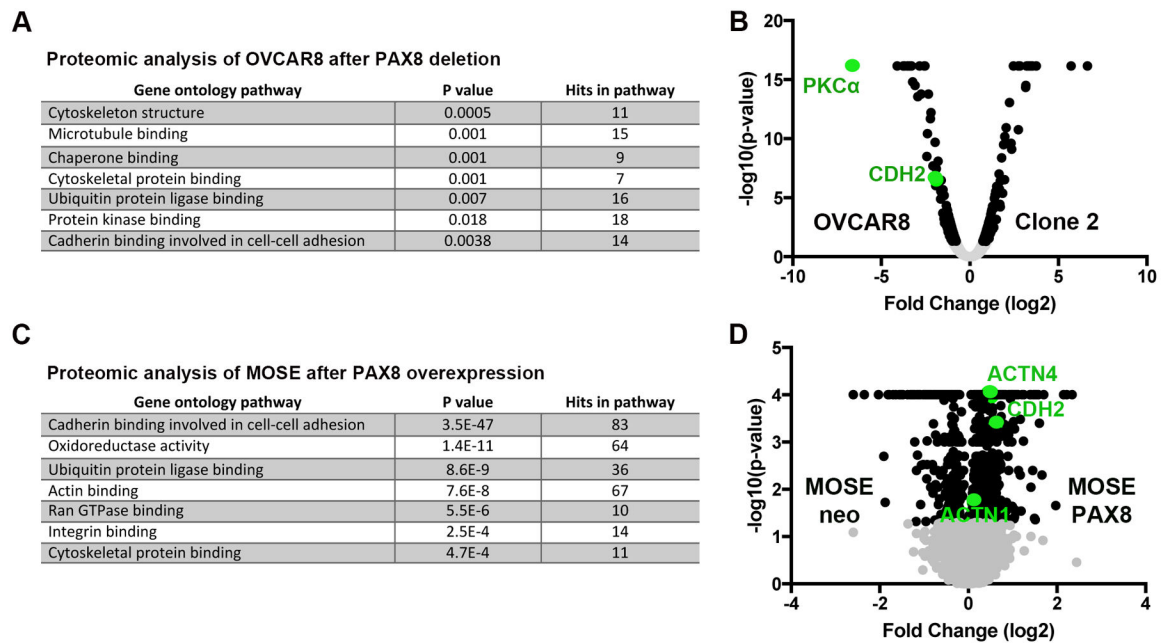 A
Proteomic analysis of OVCAR8 after PAX8 deletion
Gene ontology pathway P value Hits in pathway
Cytoskeleton structure 0.0005 11
Microtubule binding 0.001 15
Chaperone binding 0.001 9
Cytoskeletal protein binding 0.001 7
Ubiquitin protein ligase binding 0.007 16
Protein kinase binding 0.018 18
Cadherin binding involved in cell-cell adhesion 0.0038 14
B
20
15
10
5
0
-log10(p-value)
PKCα
CDH2
OVCAR8 Clone 2
-10 -5 0 5 10
Fold Change (log2)
C
Proteomic analysis of MOSE after PAX8 overexpression
Gene ontology pathway P value Hits in pathway
Cadherin binding involved in cell-cell adhesion 3.5E-47 83
Oxidoreductase activity 1.4E-11 64
Ubiquitin protein ligase binding 8.6E-9 36
Actin binding 7.6E-8 67
Ran GTPase binding 5.5E-6 10
Integrin binding 2.5E-4 14
Cytoskeletal protein binding 4.7E-4 11
D
5
4
3
2
1
0
-log10(p-value)
ACTN4
CDH2
MOSE
neo
MOSE
PAX8
ACTN1
-4 -2 0 2 4
Fold Change (log2)